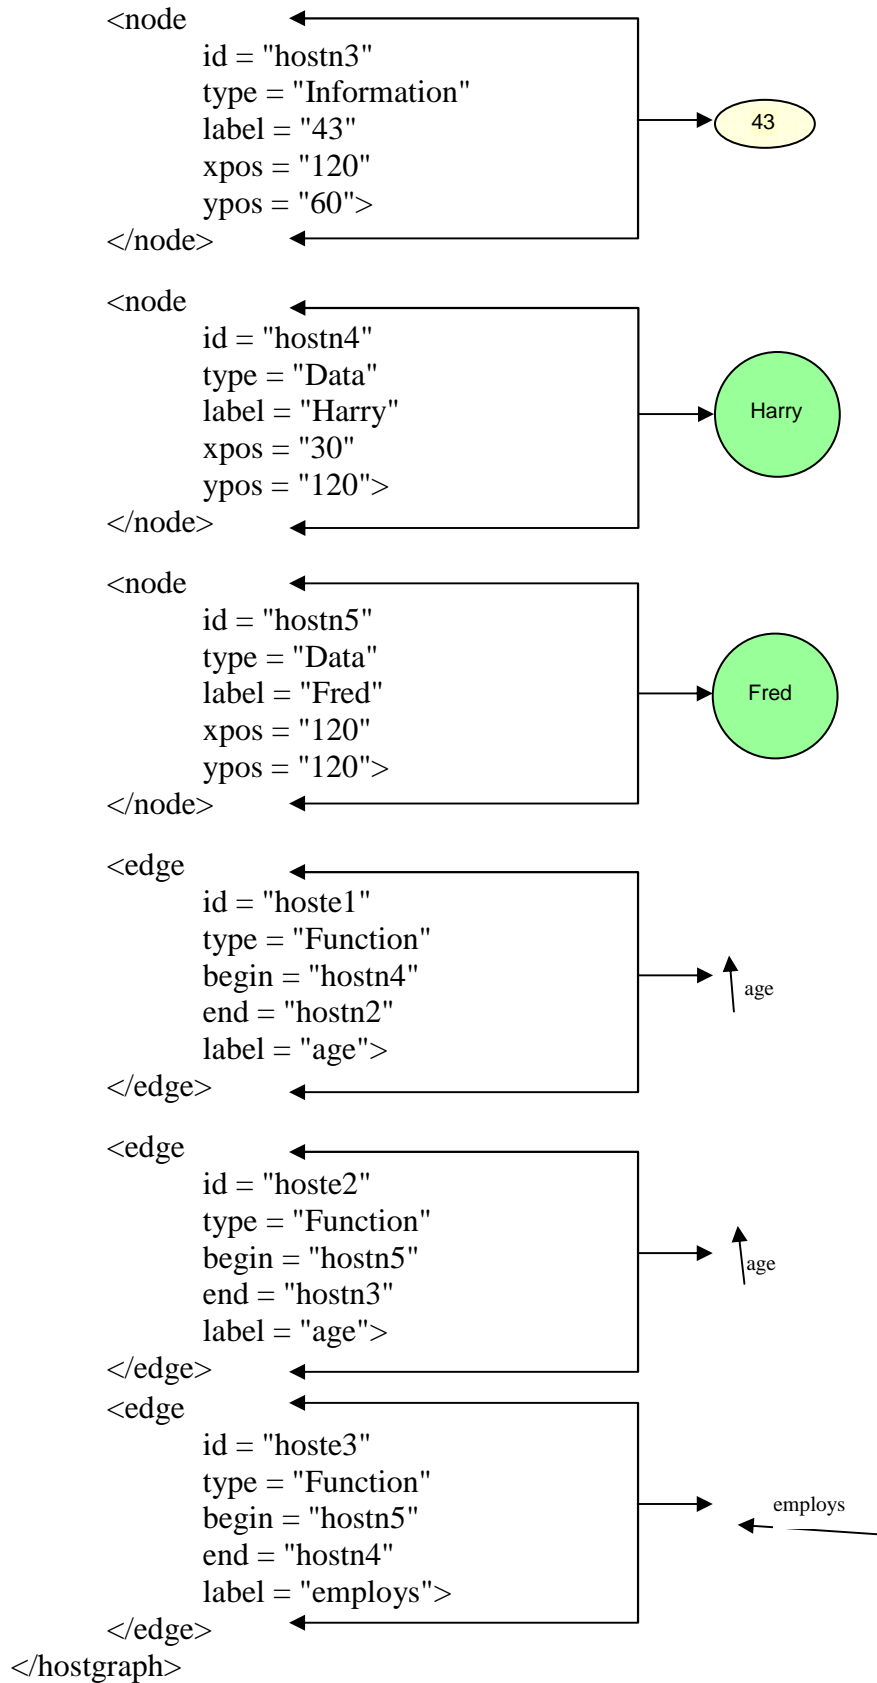 <node
id = "hostn3"
type = "Information"
label = "43"
xpos = "120"
ypos = "60">
</node>
43
<node
id = "hostn4"
type = "Data"
label = "Harry"
xpos = "30"
ypos = "120">
</node>
Harry
<node
id = "hostn5"
type = "Data"
label = "Fred"
xpos = "120"
ypos = "120">
</node>
Fred
<edge
id = "hoste1"
type = "Function"
begin = "hostn4"
end = "hostn2"
label = "age">
</edge>
age
<edge
id = "hoste2"
type = "Function"
begin = "hostn5"
end = "hostn3"
label = "age">
</edge>
age
<edge
id = "hoste3"
type = "Function"
begin = "hostn5"
end = "hostn4"
label = "employs">
</edge>
employs
</hostgraph>